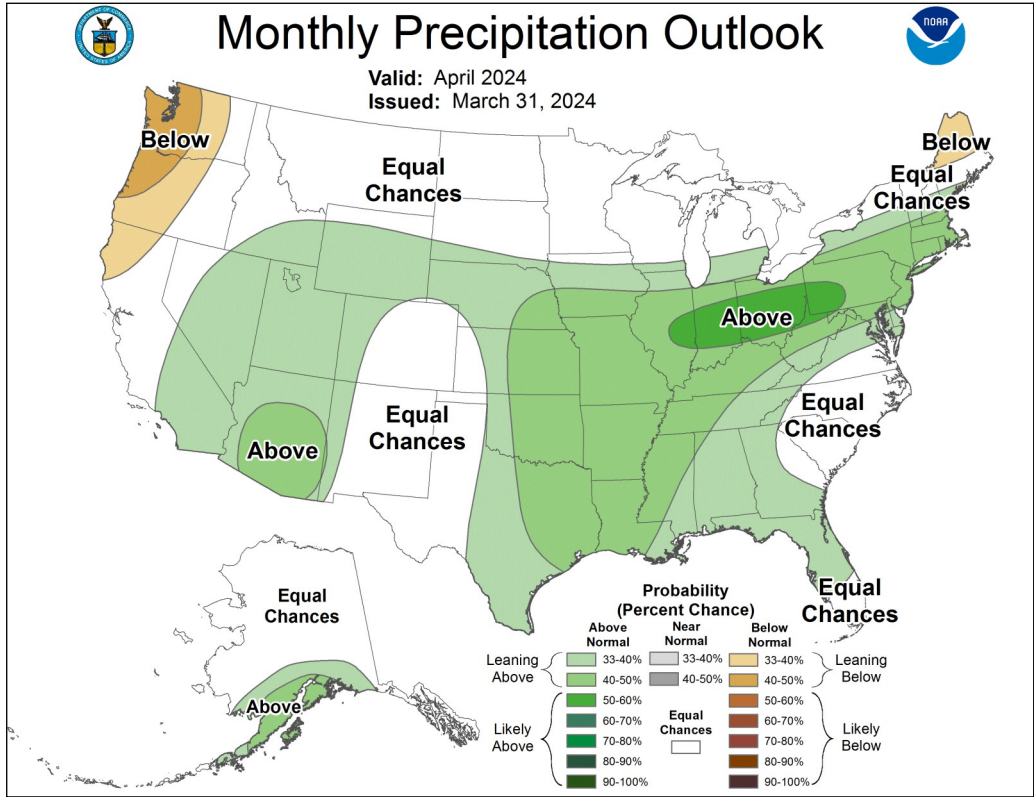 Monthly Precipitation Outlook
NOAA
Valid: April 2024
Issued: March 31, 2024
Below
Equal
Chances
Below
Equal
Chances
Above
Equal
Chances
Equal
Chances
Above
Equal
Chances
Equal
Chances
Above
Probability
(Percent Chance)
Above
Normal
Near
Normal
Below
Normal
Leaning
Above
33-40%
33-40%
33-40%
Leaning
Below
40-50%
40-50%
40-50%
Likely
Above
50-60%
60-70%
70-80%
80-90%
90-100%
Equal
Chances
50-60%
60-70%
70-80%
80-90%
90-100%
Likely
Below